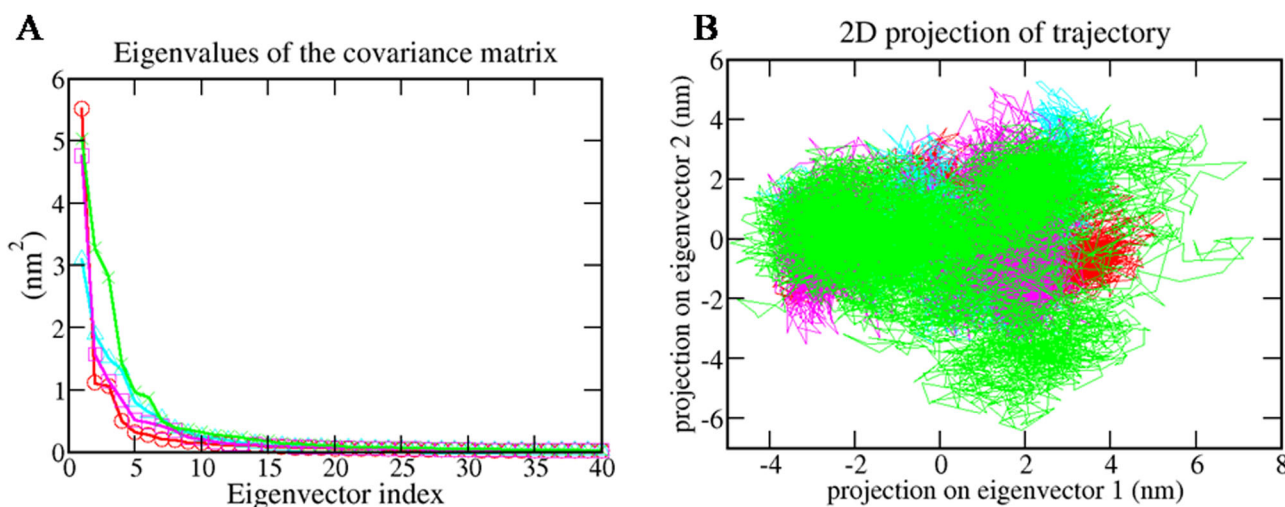 A
Eigenvalues of the covariance matrix
6
5
4
3
2
1
0
(nm²)
0 5 10 15 20 25 30 35 40
Eigenvector index
B
2D projection of trajectory
6
4
2
0
-2
-4
-6
projection on eigenvector 2 (nm)
-4 -2 0 2 4 6 8
projection on eigenvector 1 (nm)